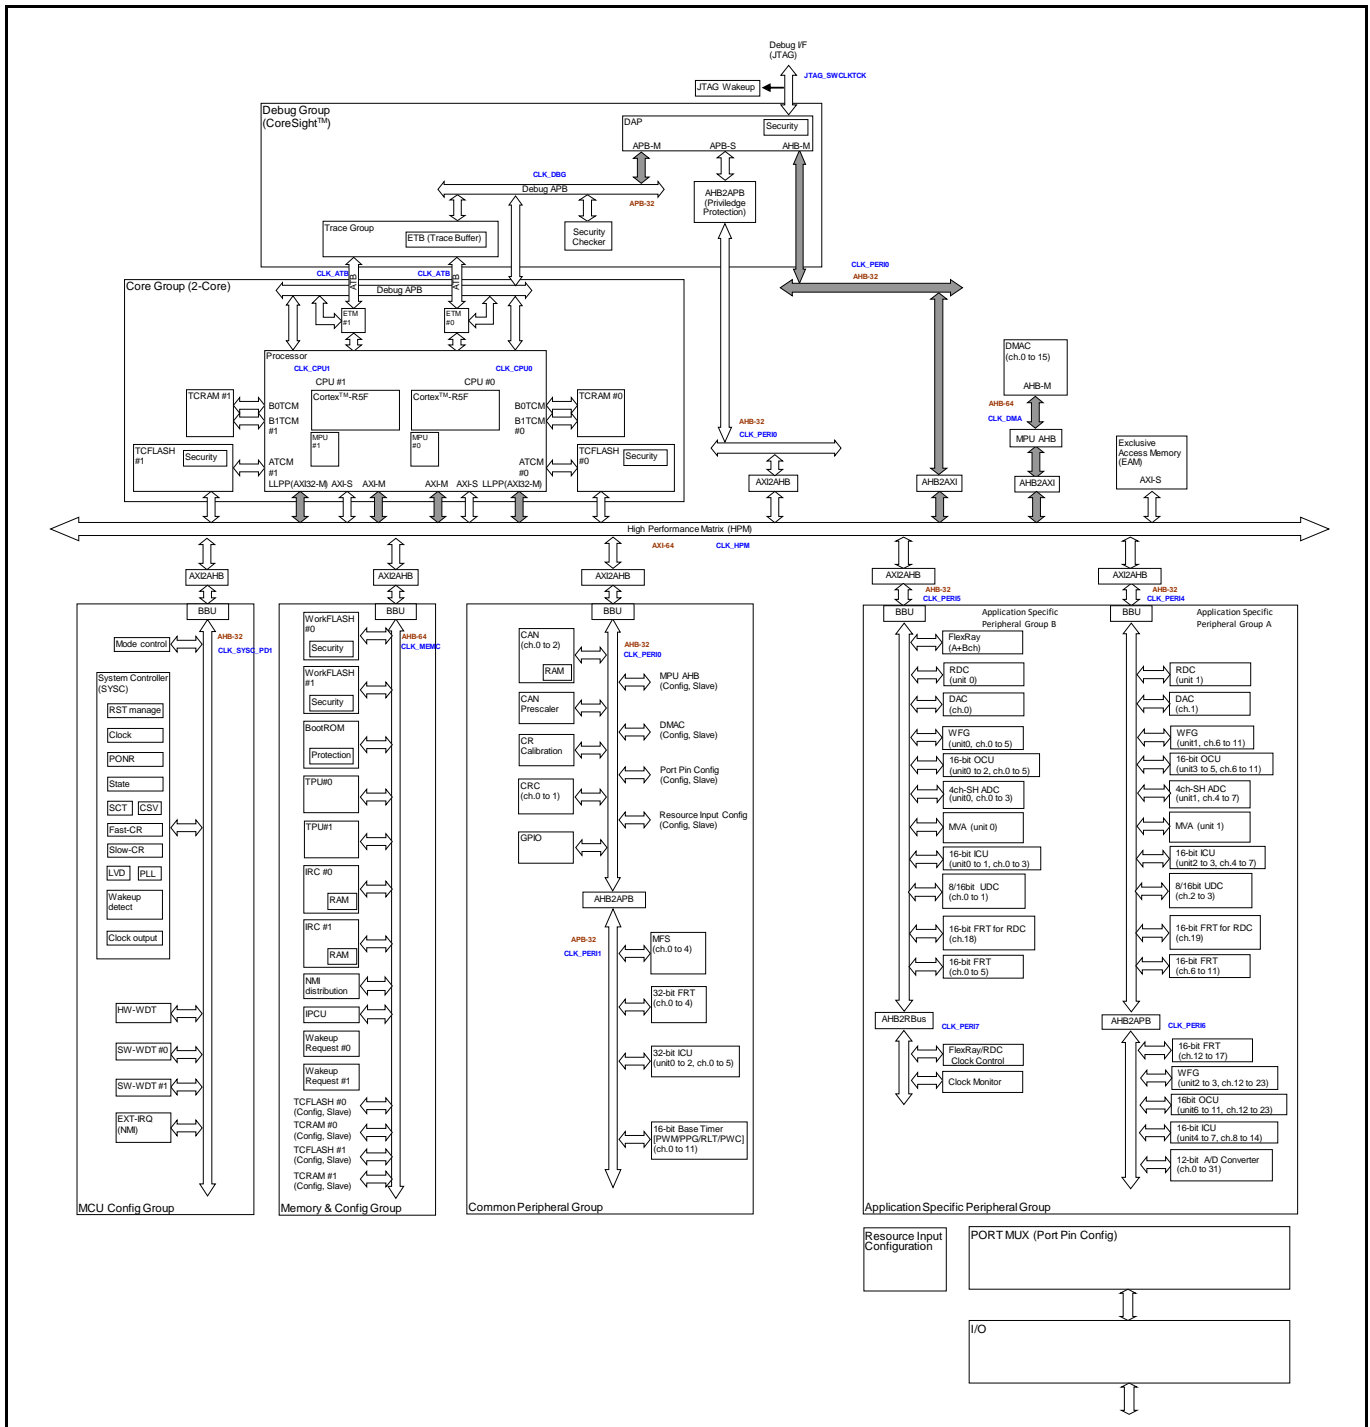 Debug I/F
(JTAG)
JTAG_SWCLKTCK
JTAG Wakeup
Debug Group
(CoreSight™)
DAP
Security
APB-M
APB-S
AHB-M
CLK_DBG
Debug APB
APB-32
AHB2APB
(Priviledge
Protection)
Trace Group
ETB (Trace Buffer)
Security
Checker
CLK_ATB
CLK_ATB
ATB
ATB
CLK_PERI0
AHB-32
Core Group (2-Core)
Debug APB
ETM
#1
ETM
#0
Processor
CLK_CPU1
CLK_CPU0
CPU #1
CPU #0
Cortex™-R5F
Cortex™-R5F
MPU
#1
MPU
#0
TCRAM #1
B0TCM
B1TCM
#1
B0TCM
B1TCM
#0
TCRAM #0
TCFLASH
#1
Security
ATCM
#1
ATCM
#0
TCFLASH
#0
Security
LLPP(AXI32-M)
AXI-S
AXI-M
AXI-M
AXI-S
LLPP(AXI32-M)
DMAC
(ch.0 to 15)
AHB-M
AHB-64
CLK_DMA
MPU AHB
AHB2AXI
AHB-32
CLK_PERI0
AXI2AHB
AHB2AXI
Exclusive
Access Memory
(EAM)
AXI-S
High Performance Matrix (HPM)
AXI-64
CLK_HPM
AXI2AHB
AXI2AHB
AXI2AHB
AXI2AHB
AXI2AHB
BBU
AHB-32
CLK_SYSC_PD1
Mode control
System Controller
(SYSC)
RST manage
Clock
PONR
State
SCT
CSV
Fast-CR
Slow-CR
LVD
PLL
Wakeup
detect
Clock output
HW-WDT
SW-WDT #0
SW-WDT #1
EXT-IRQ
(NMI)
MCU Config Group
BBU
AHB-64
CLK_MEMC
WorkFLASH
#0
Security
WorkFLASH
#1
Security
BootROM
Protection
TPU#0
TPU#1
IRC #0
RAM
IRC #1
RAM
NMI
distribution
IPCU
Wakeup
Request #0
Wakeup
Request #1
TCFLASH #0
(Config, Slave)
TCRAM #0
(Config, Slave)
TCFLASH #1
(Config, Slave)
TCRAM #1
(Config, Slave)
Memory & Config Group
BBU
AHB-32
CLK_PERI0
CAN
(ch.0 to 2)
RAM
CAN
Prescaler
CR
Calibration
CRC
(ch.0 to 1)
GPIO
MPU AHB
(Config, Slave)
DMAC
(Config, Slave)
Port Pin Config
(Config, Slave)
Resource Input Config
(Config, Slave)
AHB2APB
APB-32
CLK_PERI1
MFS
(ch.0 to 4)
32-bit FRT
(ch.0 to 4)
32-bit ICU
(unit0 to 2, ch.0 to 5)
16-bit Base Timer
[PWM/PPG/RLT/PWC]
(ch.0 to 11)
Common Peripheral Group
AHB-32
CLK_PERI5
BBU
Application Specific
Peripheral Group B
FlexRay
(A+Bch)
RDC
(unit 0)
DAC
(ch.0)
WFG
(unit0, ch.0 to 5)
16-bit OCU
(unit0 to 2, ch.0 to 5)
4ch-SH ADC
(unit0, ch.0 to 3)
MVA (unit 0)
16-bit ICU
(unit0 to 1, ch.0 to 3)
8/16bit UDC
(ch.0 to 1)
16-bit FRT for RDC
(ch.18)
16-bit FRT
(ch.0 to 5)
AHB2RBus
CLK_PERI7
FlexRay/RDC
Clock Control
Clock Monitor
AHB-32
CLK_PERI4
BBU
Application Specific
Peripheral Group A
RDC
(unit 1)
DAC
(ch.1)
WFG
(unit1, ch.6 to 11)
16-bit OCU
(unit3 to 5, ch.6 to 11)
4ch-SH ADC
(unit1, ch.4 to 7)
MVA (unit 1)
16-bit ICU
(unit2 to 3, ch.4 to 7)
8/16bit UDC
(ch.2 to 3)
16-bit FRT for RDC
(ch.19)
16-bit FRT
(ch.6 to 11)
AHB2APB
CLK_PERI6
16-bit FRT
(ch.12 to 17)
WFG
(unit2 to 3, ch.12 to 23)
16bit OCU
(unit6 to 11, ch.12 to 23)
16-bit ICU
(unit4 to 7, ch.8 to 14)
12-bit A/D Converter
(ch.0 to 31)
Application Specific Peripheral Group
Resource Input
Configuration
PORT MUX (Port Pin Config)
I/O